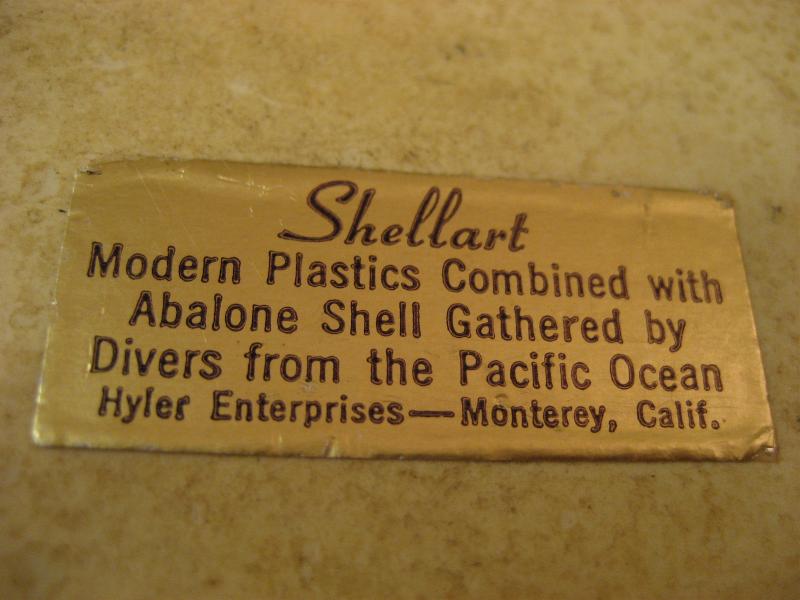 Shellart
Modern Plastics Combined with
Abalone Shell Gathered by
Divers from the Pacific Ocean
Hyler Enterprises—Monterey, Calif.